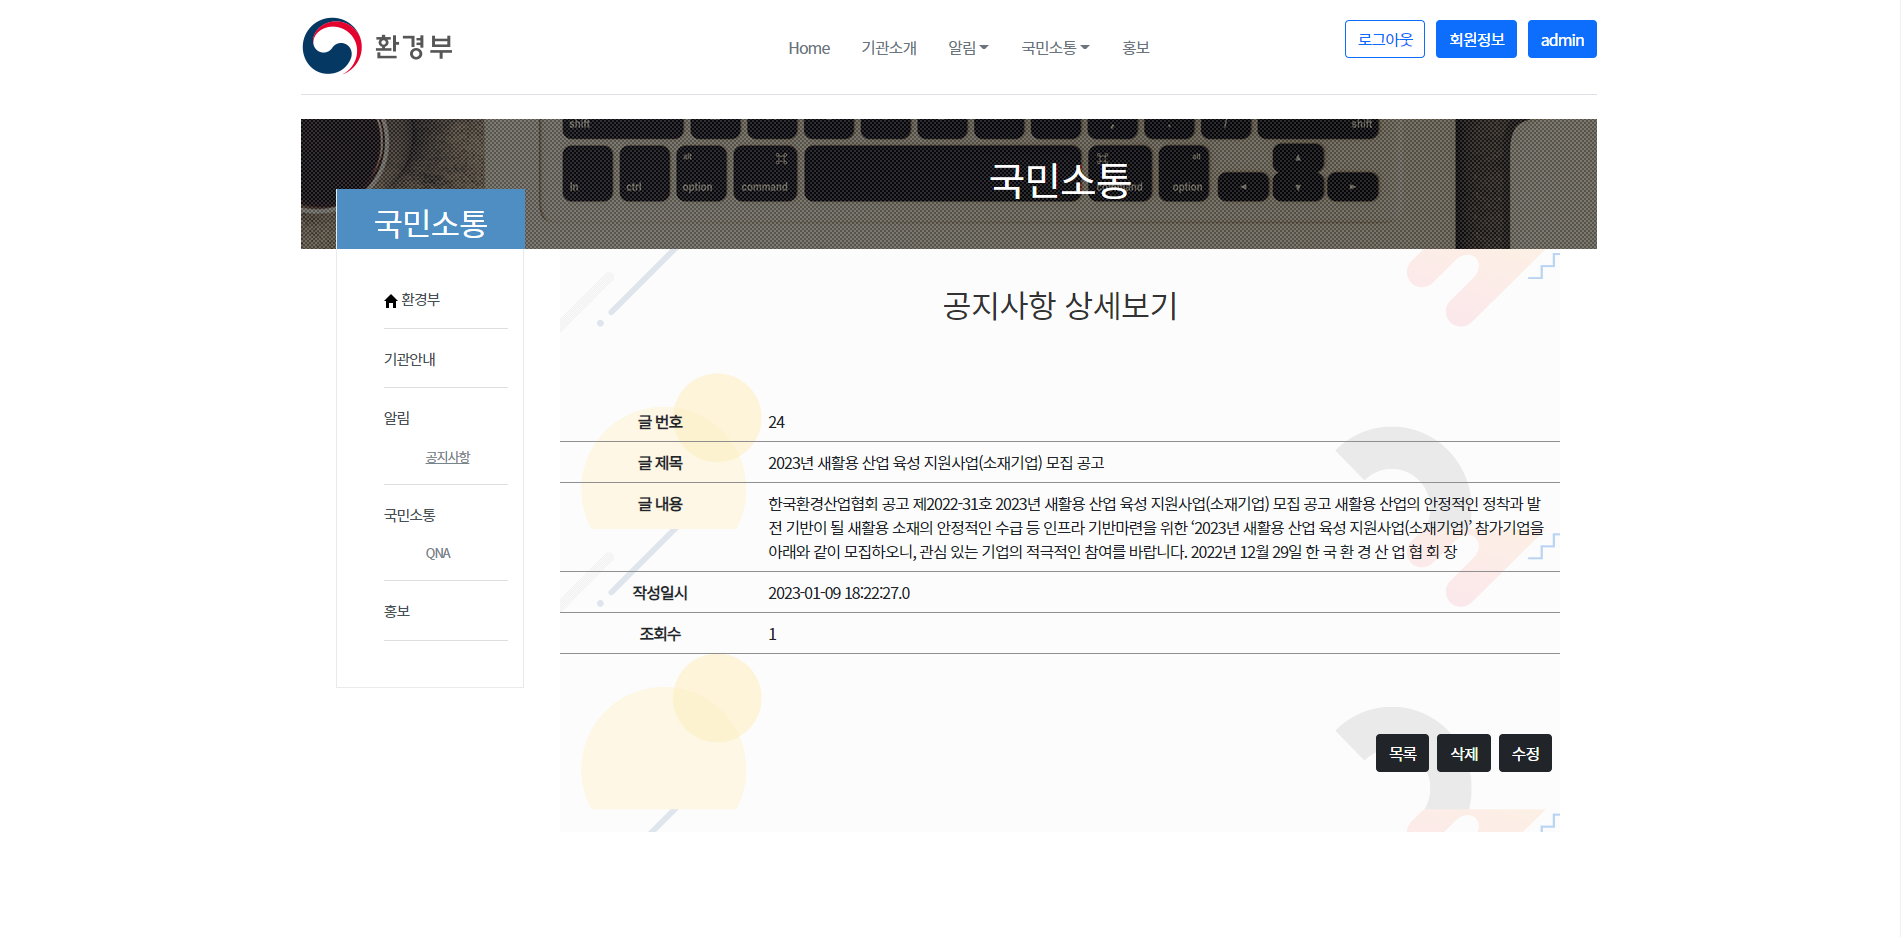 환경부
Home 기관소개 알림 국민소통 홍보
로그아웃 회원정보 admin
shift , . / shift
ln ctrl alt option command command alt option
국민소통
국민소통
환경부
기관안내
알림
공지사항
국민소통
QNA
홍보
공지사항 상세보기
글 번호 24
글 제목 2023년 새활용 산업 육성 지원사업(소재기업) 모집 공고
글 내용 한국환경산업협회 공고 제2022-31호 2023년 새활용 산업 육성 지원사업(소재기업) 모집 공고 새활용 산업의 안정적인 정착과 발
전 기반이 될 새활용 소재의 안정적인 수급 등 인프라 기반마련을 위한 ‘2023년 새활용 산업 육성 지원사업(소재기업)’ 참가기업을
아래와 같이 모집하오니, 관심 있는 기업의 적극적인 참여를 바랍니다. 2022년 12월 29일 한 국 환 경 산 업 협 회 장
작성일시 2023-01-09 18:22:27.0
조회수 1
목록 삭제 수정